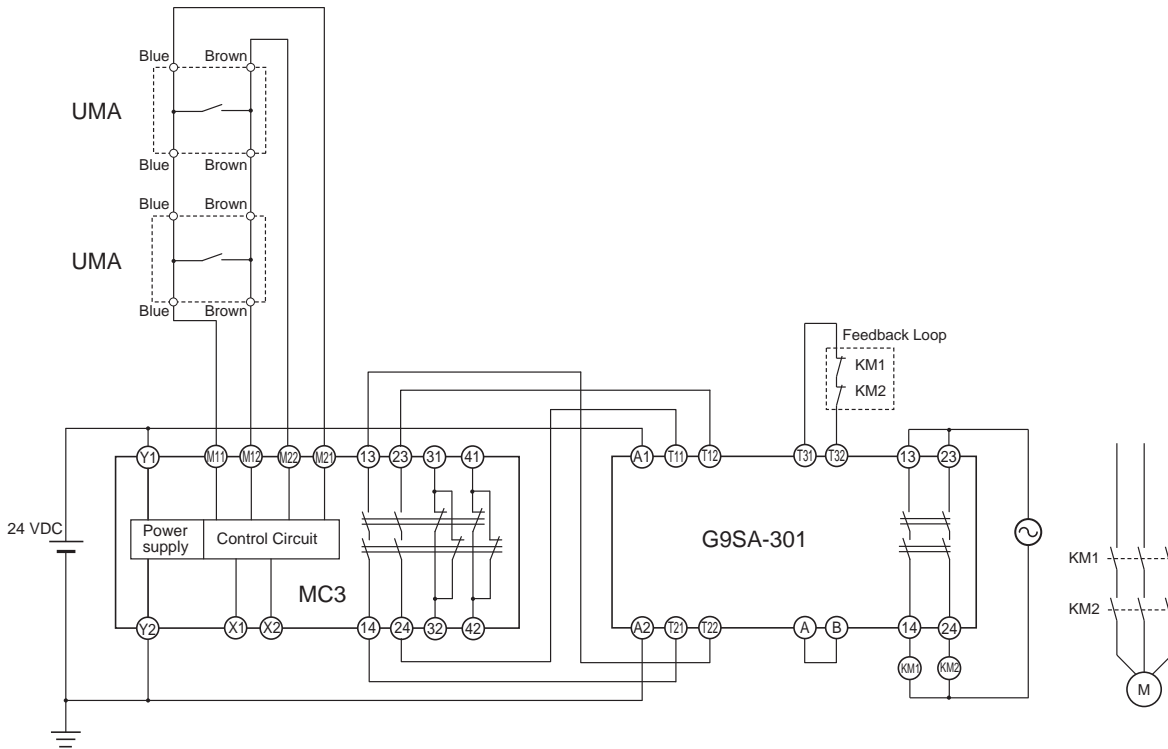 Blue Brown
UMA
Blue Brown
Blue Brown
UMA
Blue Brown
Feedback Loop
KM1
KM2
Y1 M11 M12 M22 M21 13 23 31 41 A1 T11 T12 T31 T32 13 23
24 VDC
Power supply
Control Circuit
G9SA-301
MC3
KM1
KM2
Y2 X1 X2 14 24 32 42 A2 T21 T22 A B 14 24
KM1 KM2
M